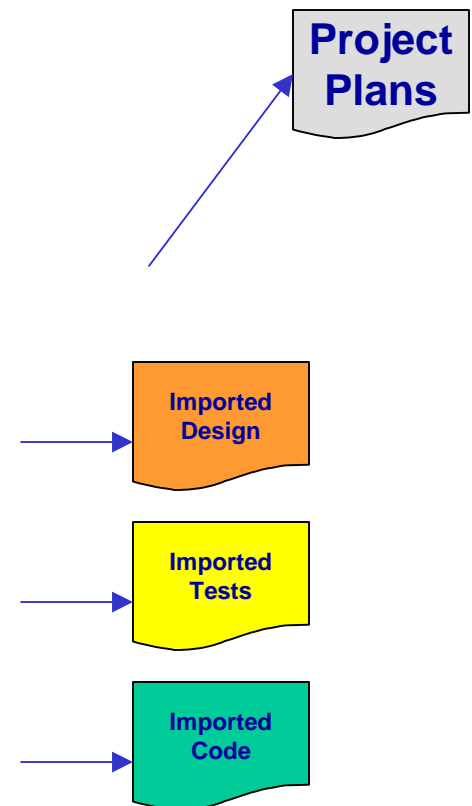 Project
Plans
Imported
Design
Imported
Tests
Imported
Code